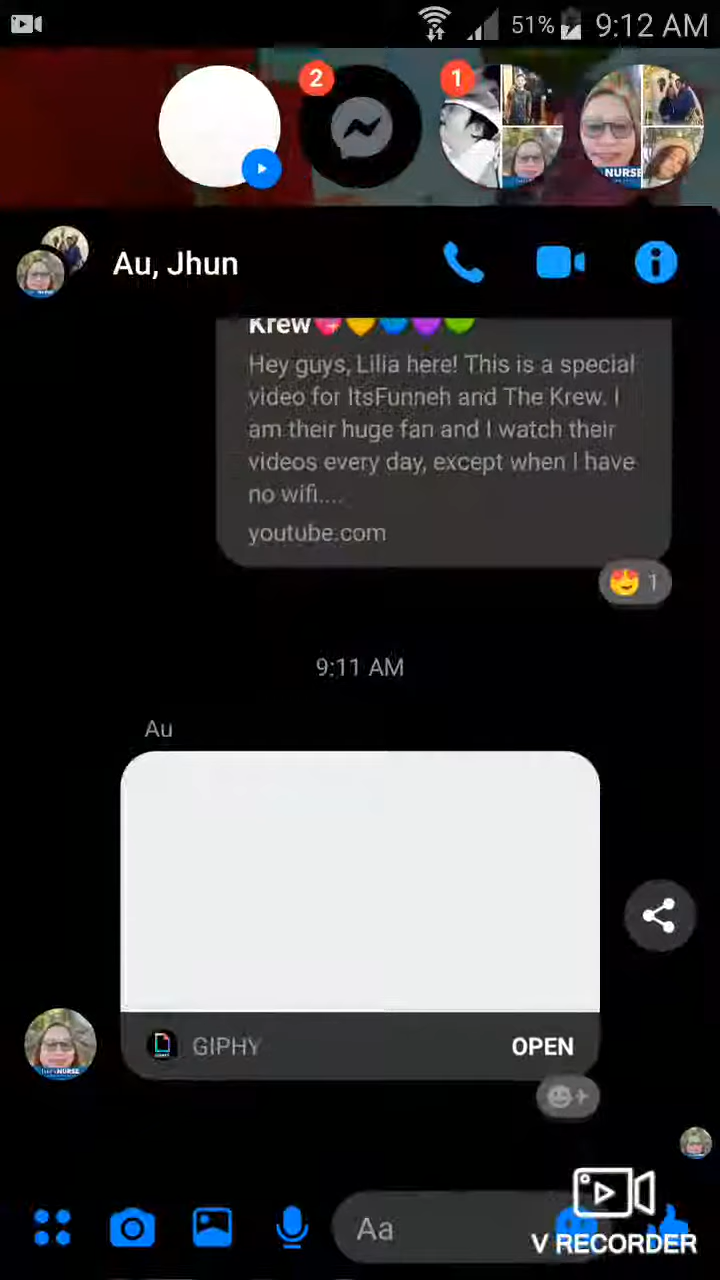 51% 9:12 AM
2
1
NURSE
Au, Jhun
Krew
Hey guys, Lilia here! This is a special
video for ItsFunneh and The Krew. I
am their huge fan and I watch their
videos every day, except when I have
no wifi....
youtube.com
1
9:11 AM
Au
GIPHY
OPEN
NURSE
Aa
V RECORDER